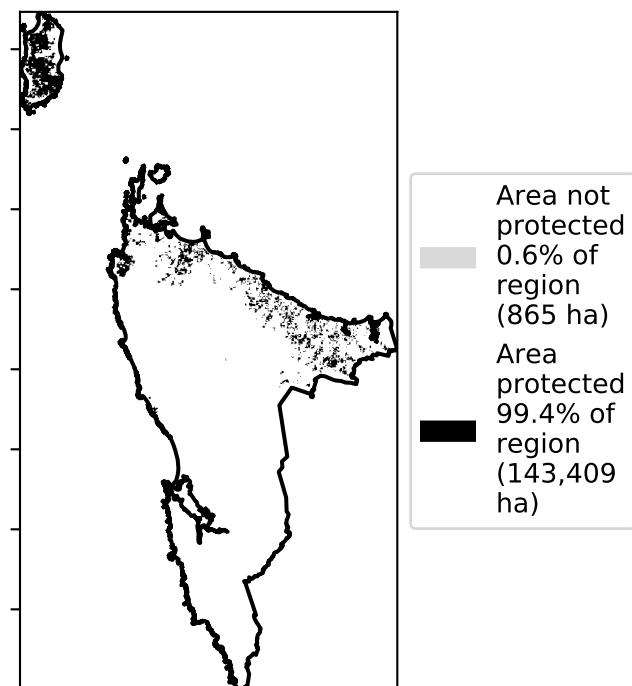 Area not
protected
0.6% of
region
(865 ha)
Area
protected
99.4% of
region
(143,409
ha)